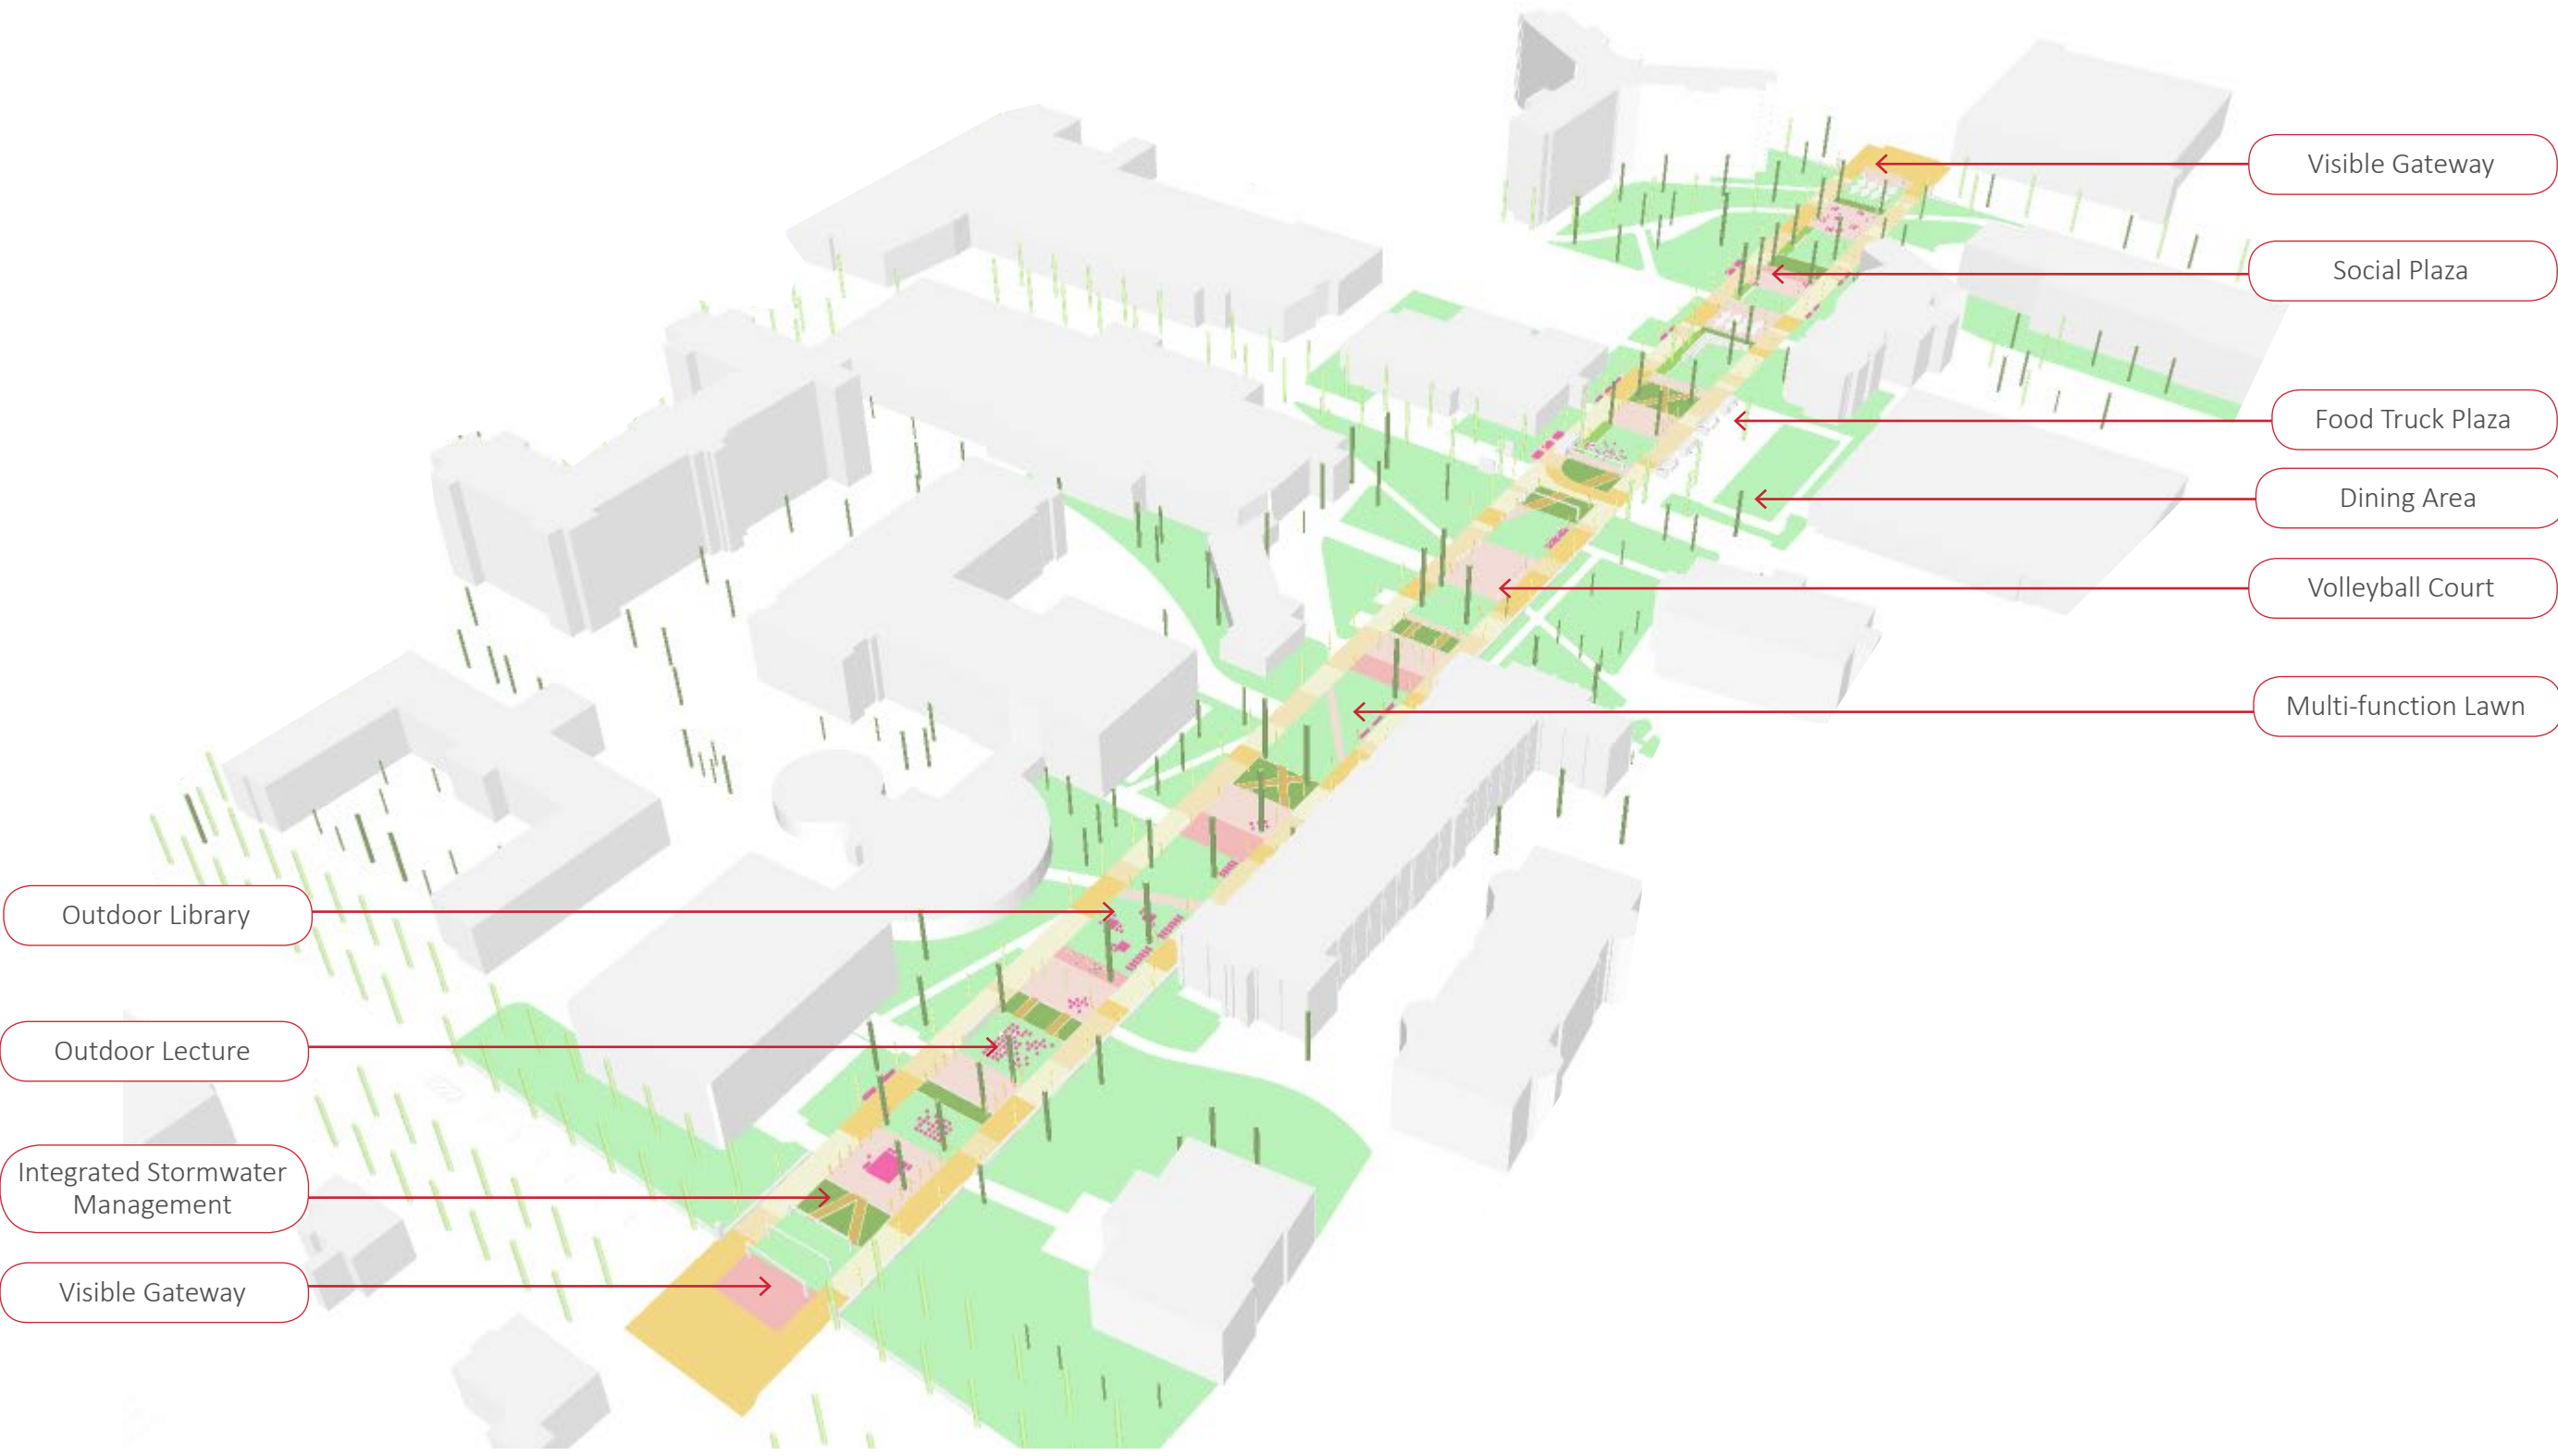 Visible Gateway
Social Plaza
Food Truck Plaza
Dining Area
Volleyball Court
Multi-function Lawn
Outdoor Library
Outdoor Lecture
Integrated Stormwater
Management
Visible Gateway